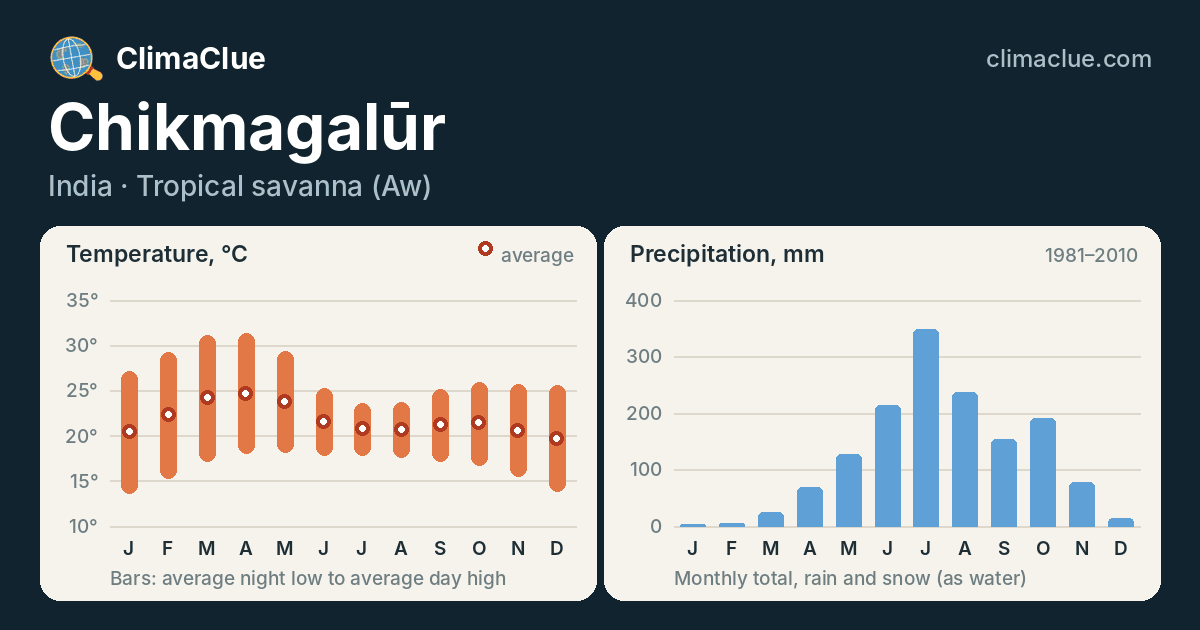 ClimaClue
climaclue.com
Chikmagalūr
India · Tropical savanna (Aw)
Temperature, °C
average
35°
30°
25°
20°
15°
10°
J F M A M J J A S O N D
Bars: average night low to average day high
Precipitation, mm
1981–2010
400
300
200
100
0
J F M A M J J A S O N D
Monthly total, rain and snow (as water)